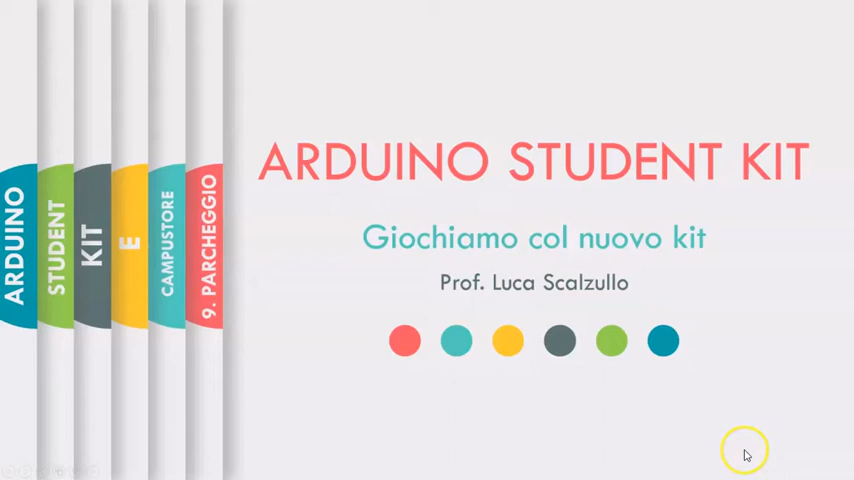 ARDUINO
STUDENT
KIT
E
CAMPUSTORE
9. PARCHEGGIO
ARDUINO STUDENT KIT
Giochiamo col nuovo kit
Prof. Luca Scalzullo